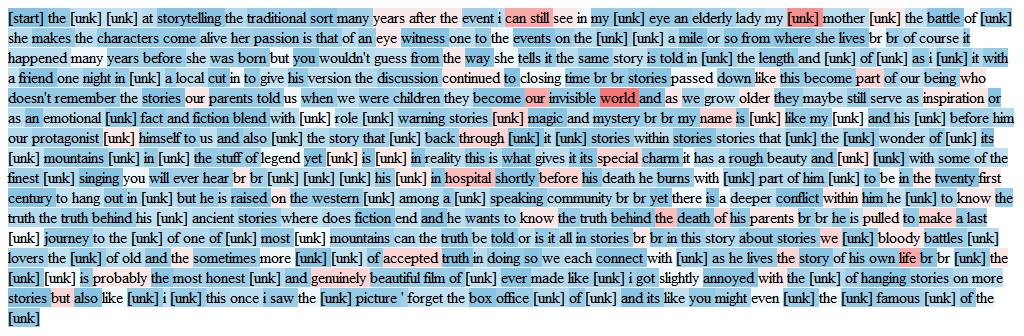 [start] the [unk] [unk] at storytelling the traditional sort many years after the event i can still see in my [unk] eye an elderly lady my [unk] mother [unk] the battle of [unk]
she makes the characters come alive her passion is that of an eye witness one to the events on the [unk] [unk] a mile or so from where she lives br br of course it
happened many years before she was born but you wouldn't guess from the way she tells it the same story is told in [unk] the length and [unk] of [unk] as i [unk] it with
a friend one night in [unk] a local cut in to give his version the discussion continued to closing time br br stories passed down like this become part of our being who
doesn't remember the stories our parents told us when we were children they become our invisible world and as we grow older they maybe still serve as inspiration or
as an emotional [unk] fact and fiction blend with [unk] role [unk] warning stories [unk] magic and mystery br br my name is [unk] like my [unk] and his [unk] before him
our protagonist [unk] himself to us and also [unk] the story that [unk] back through [unk] it [unk] stories within stories stories that [unk] the [unk] wonder of [unk] its
[unk] mountains [unk] in [unk] the stuff of legend yet [unk] is [unk] in reality this is what gives it its special charm it has a rough beauty and [unk] with some of the
finest [unk] singing you will ever hear br br [unk] [unk] [unk] his [unk] in hospital shortly before his death he burns with [unk] part of him [unk] to be in the twenty first
century to hang out in [unk] but he is raised on the western [unk] among a [unk] speaking community br br yet there is a deeper conflict within him he [unk] to know the
truth the truth behind his [unk] ancient stories where does fiction end and he wants to know the truth behind the death of his parents br br he is pulled to make a last
[unk] journey to the [unk] of one of [unk] most [unk] mountains can the truth be told or is it all in stories br br in this story about stories we [unk] bloody battles [unk]
lovers the [unk] of old and the sometimes more [unk] [unk] of accepted truth in doing so we each connect with [unk] as he lives the story of his own life br br [unk] the
[unk] [unk] is probably the most honest [unk] and genuinely beautiful film of [unk] ever made like [unk] i got slightly annoyed with the [unk] of hanging stories on more
stories but also like [unk] i [unk] this once i saw the [unk] picture ' forget the box office [unk] of [unk] and its like you might even [unk] the [unk] famous [unk] of the
[unk]